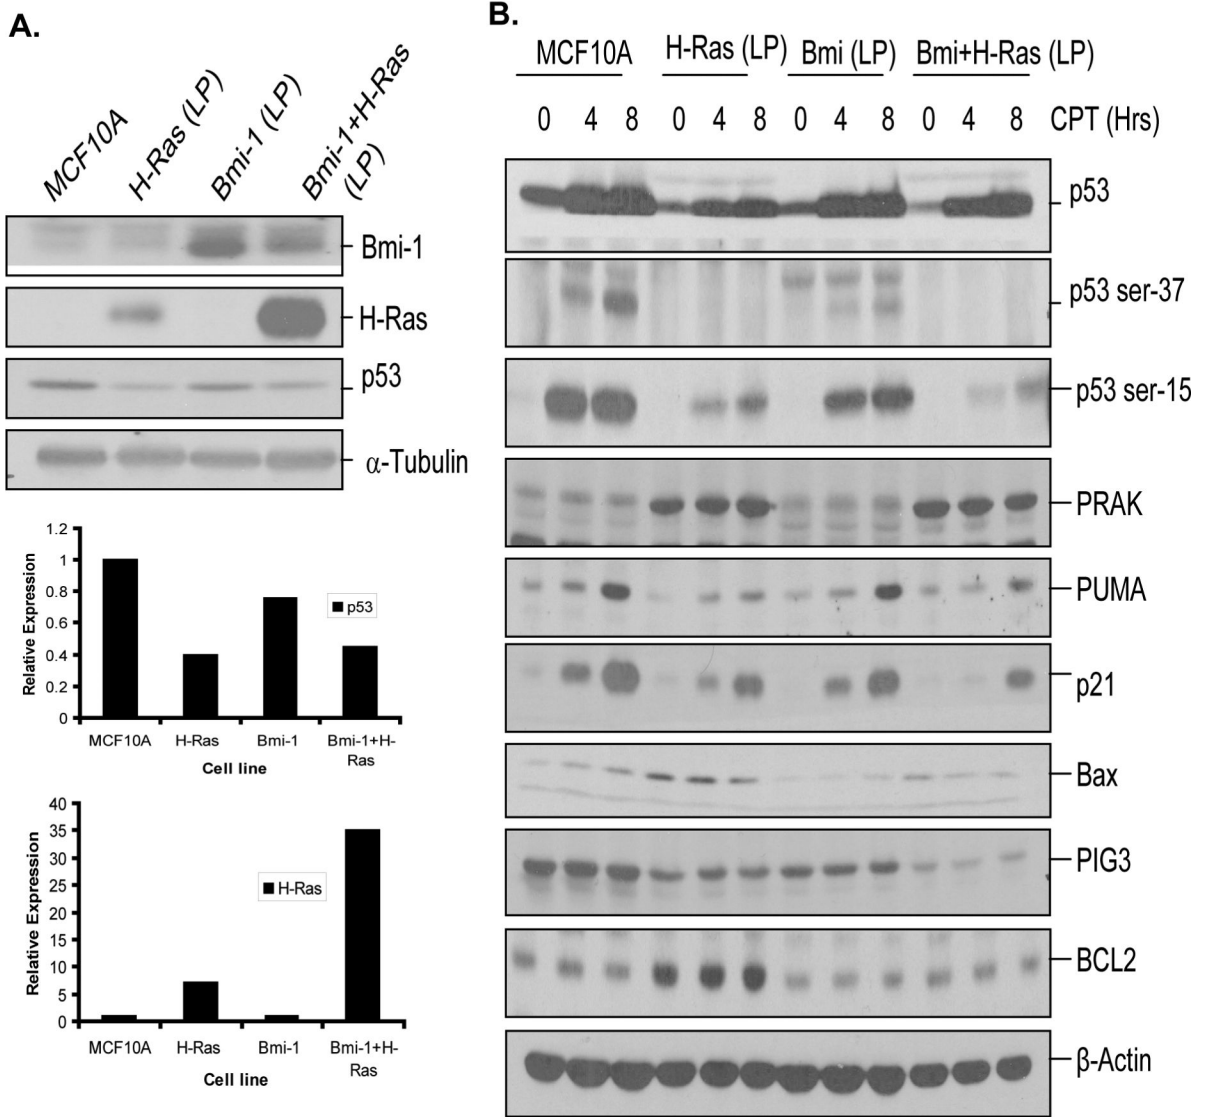 A.
MCF10A
H-Ras (LP)
Bmi-1 (LP)
Bmi-1+H-Ras
(LP)
Bmi-1
H-Ras
p53
α-Tubulin
1.2
1
0.8
0.6
0.4
0.2
0
Relative Expression
p53
MCF10A H-Ras Bmi-1 Bmi-1+H-
Ras
Cell line
40
35
30
25
20
15
10
5
0
Relative Expression
H-Ras
MCF10A H-Ras Bmi-1 Bmi-1+H-
Ras
Cell line
B.
MCF10A H-Ras (LP) Bmi (LP) Bmi+H-Ras (LP)
0 4 8 0 4 8 0 4 8 0 4 8 CPT (Hrs)
p53
p53 ser-37
p53 ser-15
PRAK
PUMA
p21
Bax
PIG3
BCL2
β-Actin